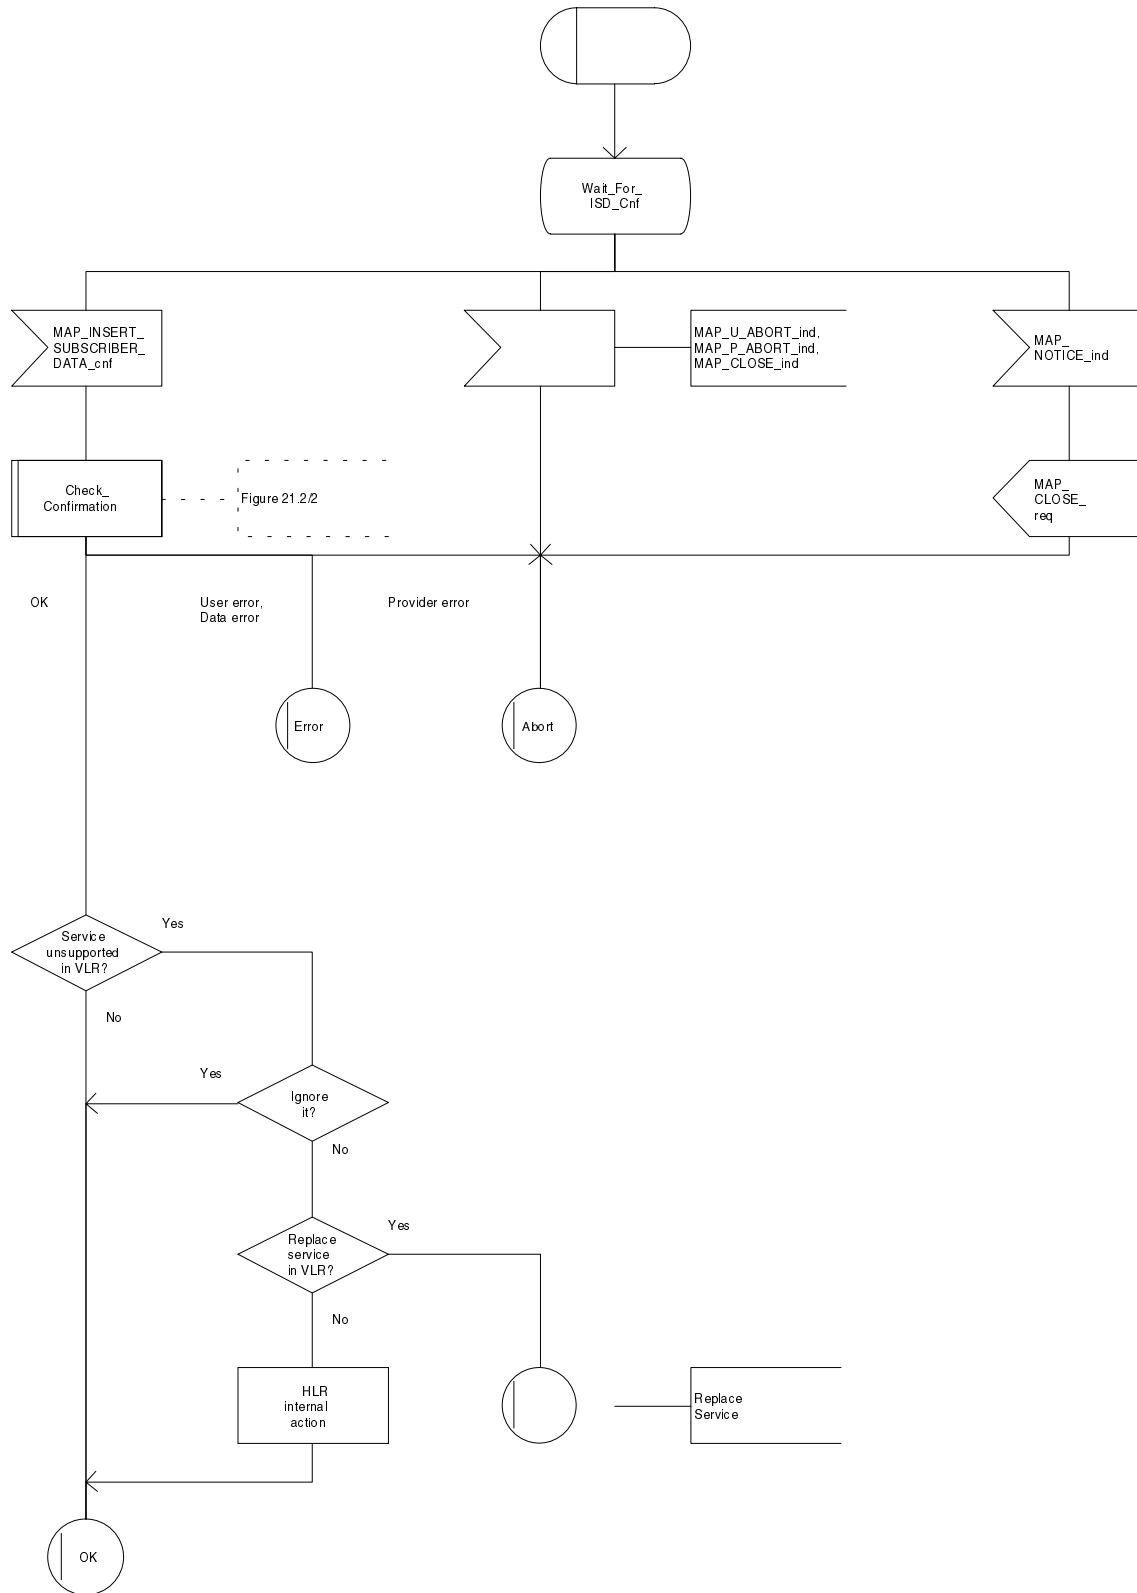 Wait_For_
ISD_Cnf
MAP_INSERT_
SUBSCRIBER_
DATA_cnf
MAP_U_ABORT_ind,
MAP_P_ABORT_ind,
MAP_CLOSE_ind
MAP_
NOTICE_ind
Check_
Confirmation
Figure 21.2/2
MAP_
CLOSE_
req
OK
User error,
Data error
Provider error
Error
Abort
Service
unsupported
in VLR?
Yes
No
Yes
Ignore
it?
No
Replace
service
in VLR?
Yes
No
HLR
internal
action
Replace
Service
OK